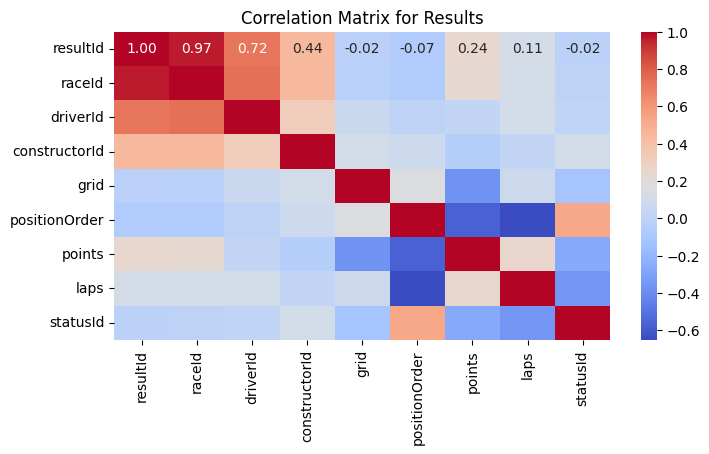 Correlation Matrix for Results
resultId 1.00 0.97 0.72 0.44 -0.02 -0.07 0.24 0.11 -0.02
raceId
driverId
constructorId
grid
positionOrder
points
laps
statusId
resultId raceId driverId constructorId grid positionOrder points laps statusId
1.0
0.8
0.6
0.4
0.2
0.0
−0.2
−0.4
−0.6